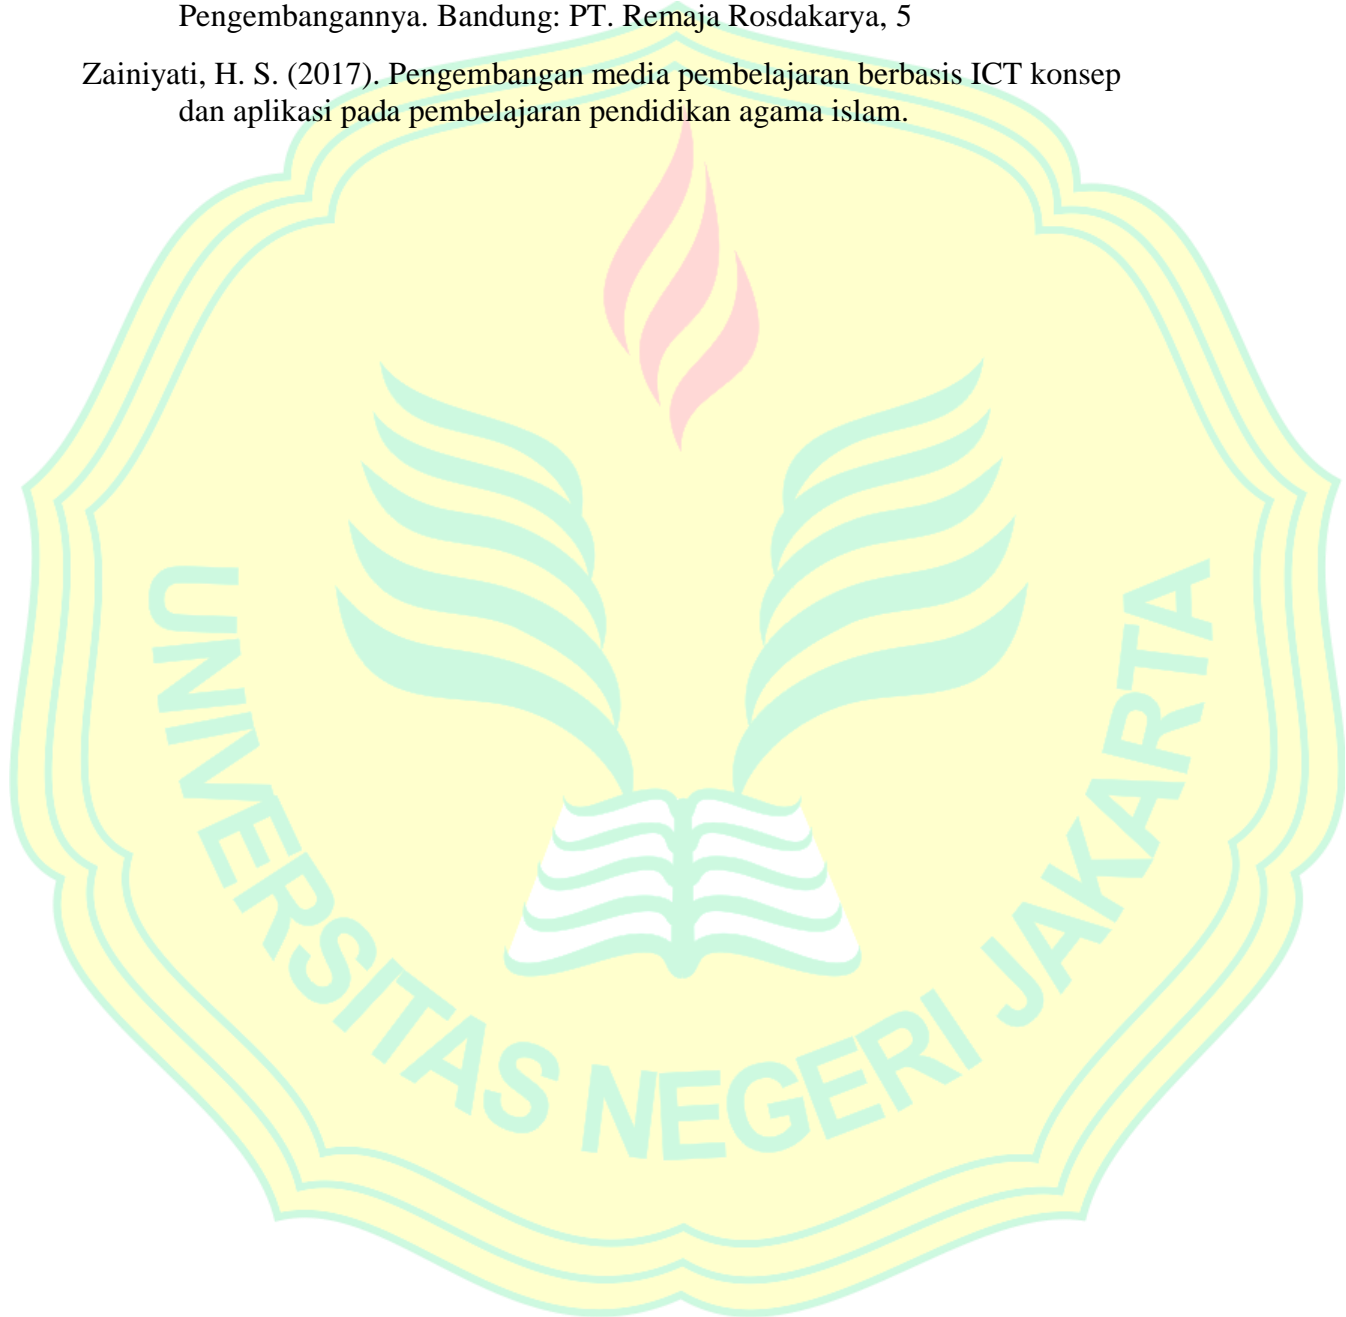 Pengembangannya. Bandung: PT. Remaja Rosdakarya, 5
Zainiyati, H. S. (2017). Pengembangan media pembelajaran berbasis ICT konsep
dan aplikasi pada pembelajaran pendidikan agama islam.
UNIVERSITAS NEGERI JAKARTA